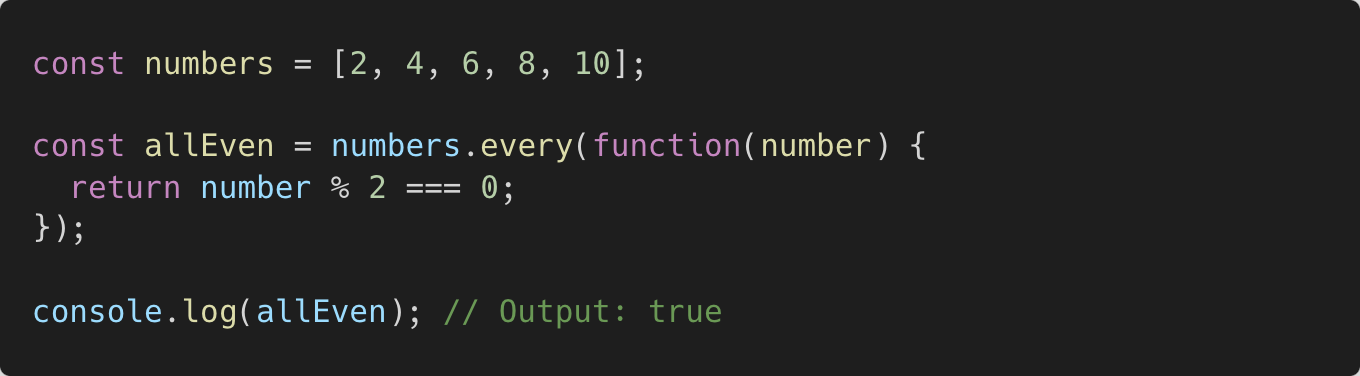 const numbers = [2, 4, 6, 8, 10];
const allEven = numbers.every(function(number) {
  return number % 2 === 0;
});
console.log(allEven); // Output: true